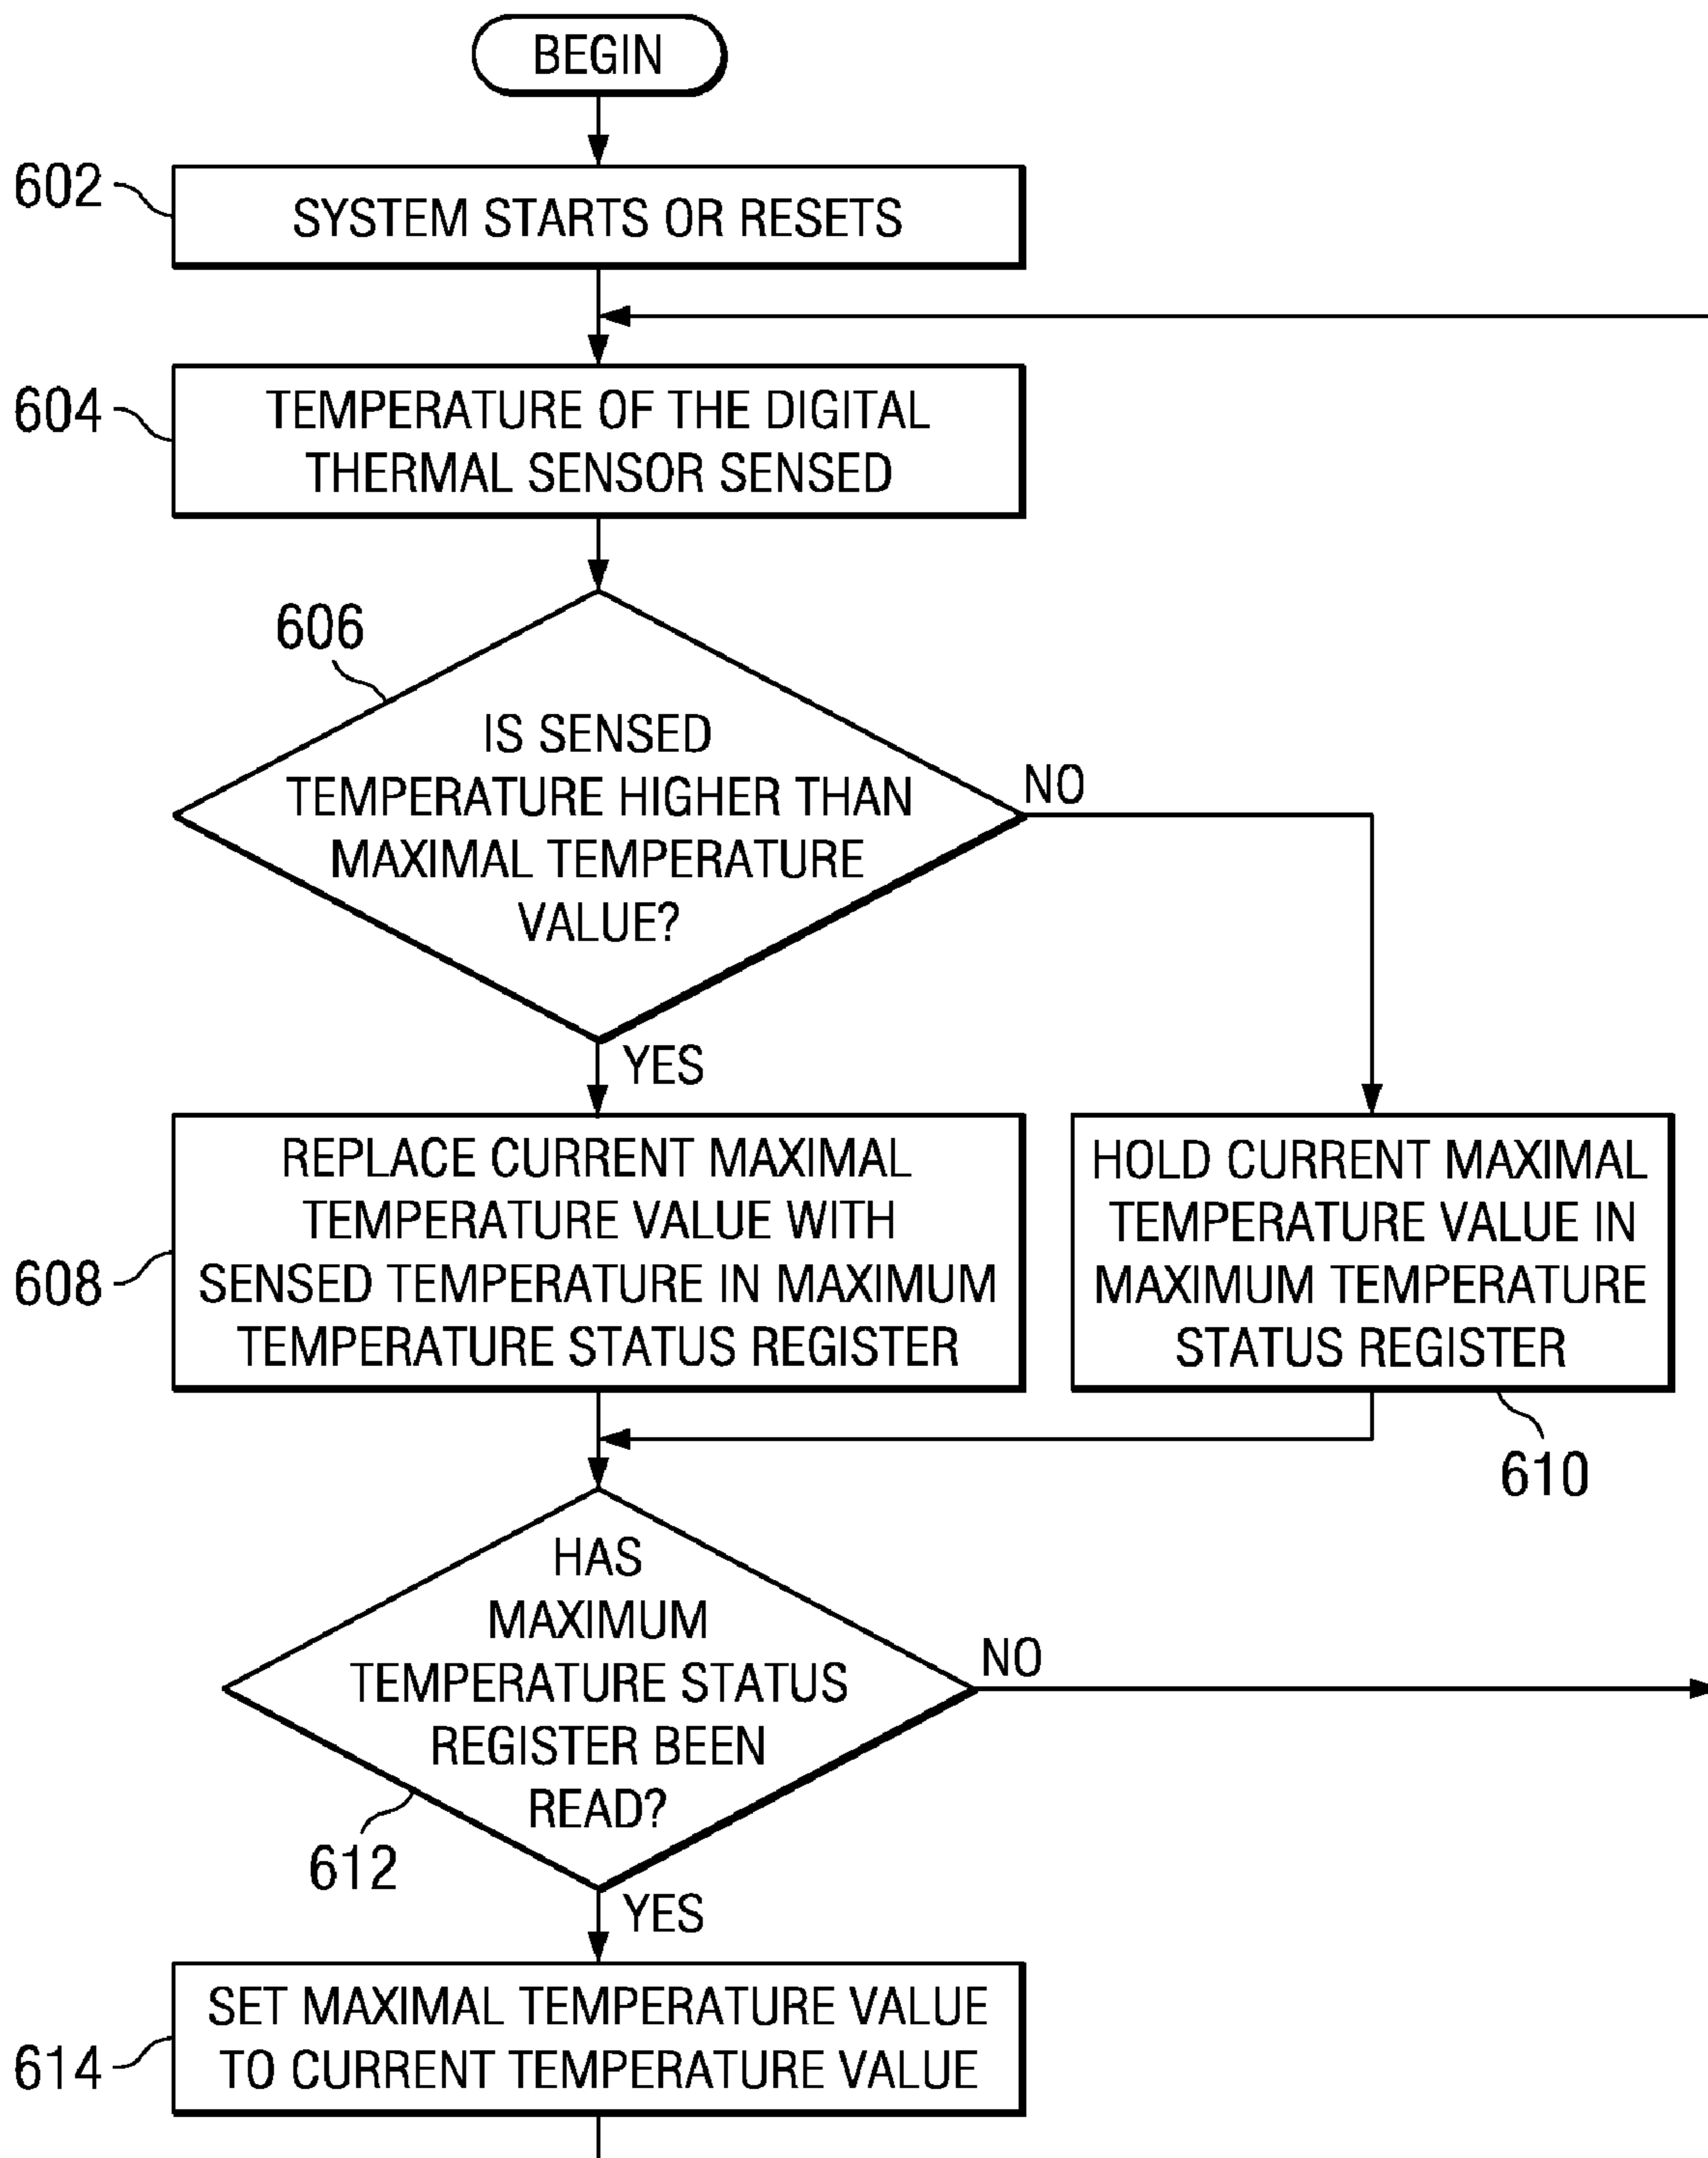 BEGIN
602
SYSTEM STARTS OR RESETS
604
TEMPERATURE OF THE DIGITAL
THERMAL SENSOR SENSED
606
IS SENSED
TEMPERATURE HIGHER THAN
MAXIMAL TEMPERATURE
VALUE?
NO
YES
608
REPLACE CURRENT MAXIMAL
TEMPERATURE VALUE WITH
SENSED TEMPERATURE IN MAXIMUM
TEMPERATURE STATUS REGISTER
HOLD CURRENT MAXIMAL
TEMPERATURE VALUE IN
MAXIMUM TEMPERATURE
STATUS REGISTER
610
HAS
MAXIMUM
TEMPERATURE STATUS
REGISTER BEEN
READ?
NO
612
YES
614
SET MAXIMAL TEMPERATURE VALUE
TO CURRENT TEMPERATURE VALUE